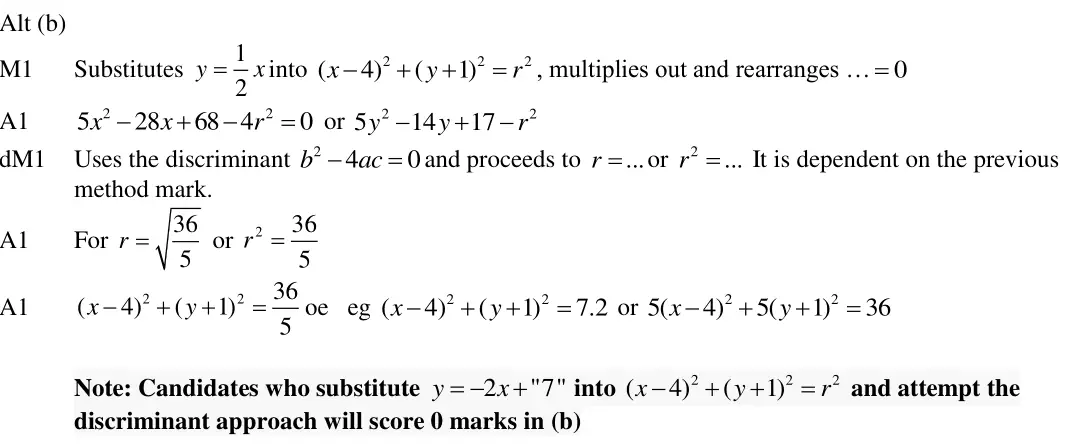 Alt (b)
M1 Substitutes y = 1/2 x into (x−4)² + (y+1)² = r², multiplies out and rearranges … = 0
A1 5x² − 28x + 68 − 4r² = 0 or 5y² − 14y + 17 − r²
dM1 Uses the discriminant b² − 4ac = 0 and proceeds to r = ... or r² = ... It is dependent on the previous
method mark.
A1 For r = √(36/5) or r² = 36/5
A1 (x−4)² + (y+1)² = 36/5 oe eg (x−4)² + (y+1)² = 7.2 or 5(x−4)² + 5(y+1)² = 36
Note: Candidates who substitute y = −2x + "7" into (x−4)² + (y+1)² = r² and attempt the
discriminant approach will score 0 marks in (b)